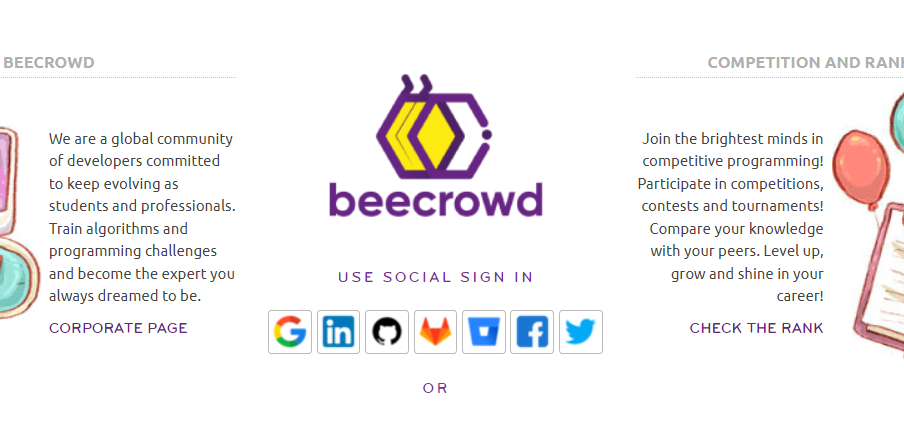 BEECROWD
We are a global community
of developers committed
to keep evolving as
students and professionals.
Train algorithms and
programming challenges
and become the expert you
always dreamed to be.
CORPORATE PAGE
beecrowd
USE SOCIAL SIGN IN
OR
COMPETITION AND
Join the brightest minds in
competitive programming!
Participate in competitions,
contests and tournaments!
Compare your knowledge
with your peers. Level up,
grow and shine in your
career!
CHECK THE RANK